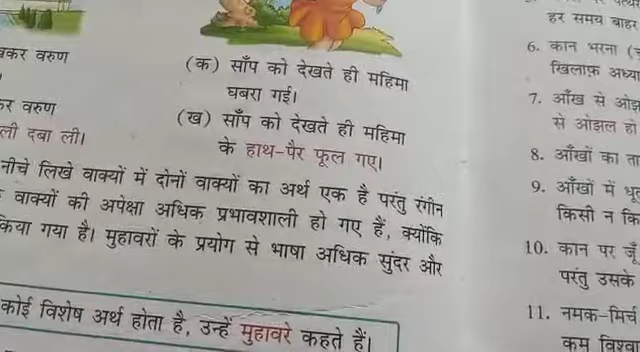 वरुण
(क) साँप को देखते ही महिमा
घबरा गई।
वरुण
दबा ली।
(ख) साँप को देखते ही महिमा
के हाथ-पैर फूल गए।
नीचे लिखे वाक्यों में दोनों वाक्यों का अर्थ एक है परंतु रंगीन
वाक्यों की अपेक्षा अधिक प्रभावशाली हो गए हैं, क्योंकि
किया गया है। मुहावरों के प्रयोग से भाषा अधिक सुंदर और
कोई विशेष अर्थ होता है, उन्हें मुहावरे कहते हैं।
हर समय बाहर
6. कान भरना
खिलाफ़
7. आँख से
से ओझल हो
8. आँखों का
9. आँखों में
किसी न
10. कान पर जूँ
परंतु उसके
11. नमक-मिर्च
कम